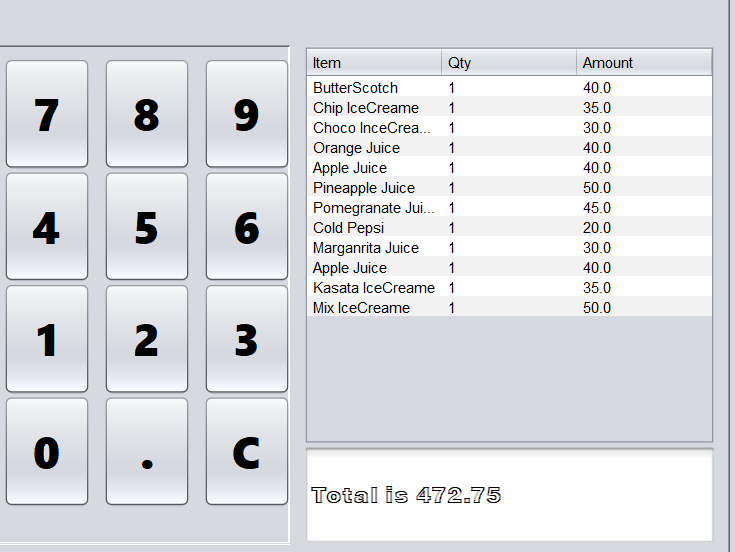 7 8 9
4 5 6
1 2 3
0 . C
Item Qty Amount
ButterScotch 1 40.0
Chip IceCreame 1 35.0
Choco InceCrea... 1 30.0
Orange Juice 1 40.0
Apple Juice 1 40.0
Pineapple Juice 1 50.0
Pomegranate Jui... 1 45.0
Cold Pepsi 1 20.0
Marganrita Juice 1 30.0
Apple Juice 1 40.0
Kasata IceCreame 1 35.0
Mix IceCreame 1 50.0
Total is 472.75